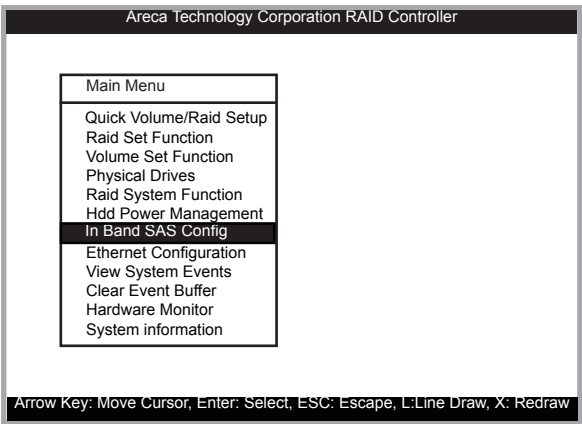 Areca Technology Corporation RAID Controller
Main Menu
Quick Volume/Raid Setup
Raid Set Function
Volume Set Function
Physical Drives
Raid System Function
Hdd Power Management
In Band SAS Config
Ethernet Configuration
View System Events
Clear Event Buffer
Hardware Monitor
System information
Arrow Key: Move Cursor, Enter: Select, ESC: Escape, L:Line Draw, X: Redraw